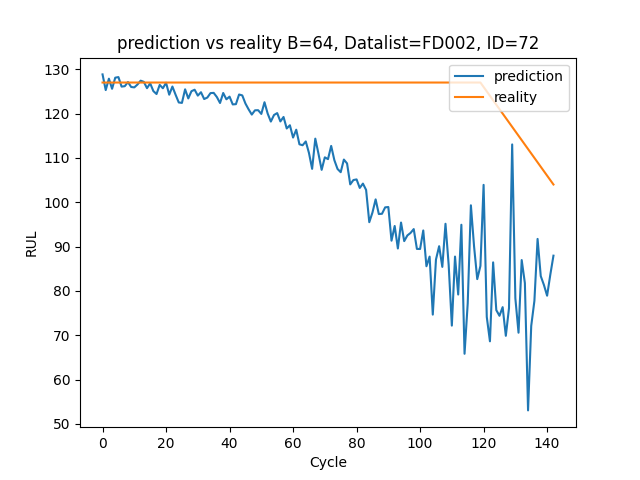 prediction vs reality B=64, Datalist=FD002, ID=72
prediction
reality
RUL
130
120
110
100
90
80
70
60
50
0 20 40 60 80 100 120 140
Cycle